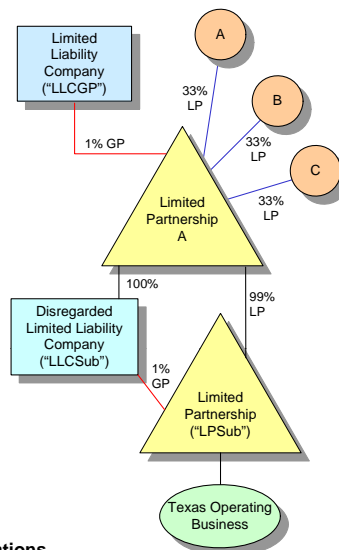 Limited
Liability
Company
("LLCGP")
A
33%
LP
B
33%
LP
C
33%
LP
1% GP
Limited
Partnership
A
100%
99%
LP
Disregarded
Limited Liability
Company
("LLCSub")
1%
GP
Limited
Partnership
("LPSub")
Texas Operating
Business